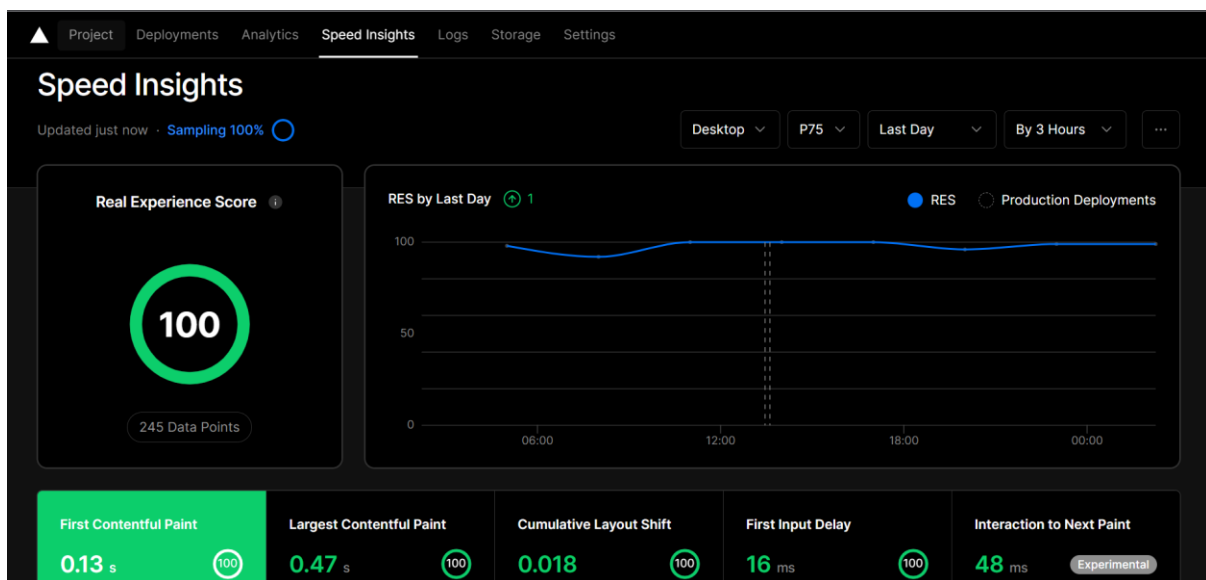 Project Deployments Analytics Speed Insights Logs Storage Settings
Speed Insights
Updated just now · Sampling 100%
Desktop P75 Last Day By 3 Hours ...
Real Experience Score
100
245 Data Points
RES by Last Day 1
RES Production Deployments
100
50
0
06:00 12:00 18:00 00:00
First Contentful Paint
0.13 s 100
Largest Contentful Paint
0.47 s 100
Cumulative Layout Shift
0.018 100
First Input Delay
16 ms 100
Interaction to Next Paint
48 ms Experimental